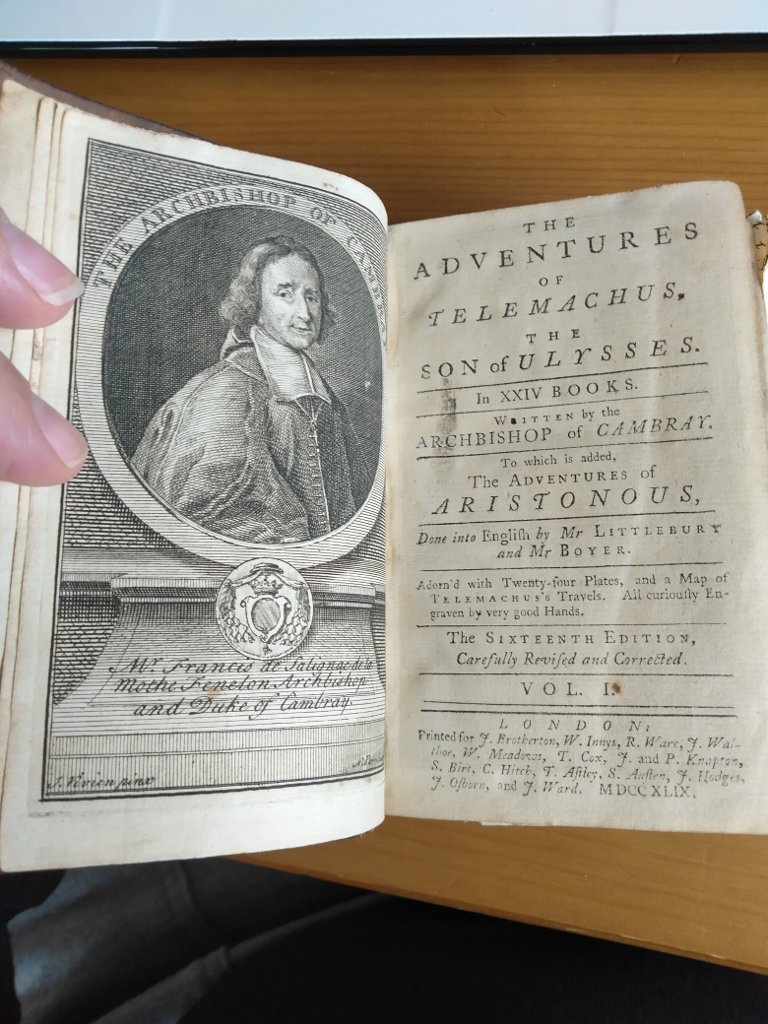 THE ARCHBISHOP OF CAMBRAY
Mr. Francis de Salignac de la
Mothe Fenelon Archbishop
and Duke of Cambray.
J. Vivien pinx
THE
ADVENTURES
OF
TELEMACHUS,
THE
SON of ULYSSES.
In XXIV BOOKS.
WRITTEN by the
ARCHBISHOP of CAMBRAY.
To which is added,
The ADVENTURES of
ARISTONOUS,
Done into Engliſh by Mr LITTLEBURY
and Mr BOYER.
Adorn'd with Twenty-four Plates, and a Map of
TELEMACHUS's Travels. All curiouſly En-
graven by very good Hands.
The SIXTEENTH EDITION,
Carefully Reviſed and Corrected.
VOL. I.
LONDON:
Printed for J. Brotherton, W. Innys, R. Ware, J. Wal-
thoe, W. Meadows, T. Cox, J. and P. Knapton,
S. Birt, C. Hitch, T. Aſtley, S. Auſten, J. Hodges,
J. Oſborn, and J. Ward. MDCCXLIX.